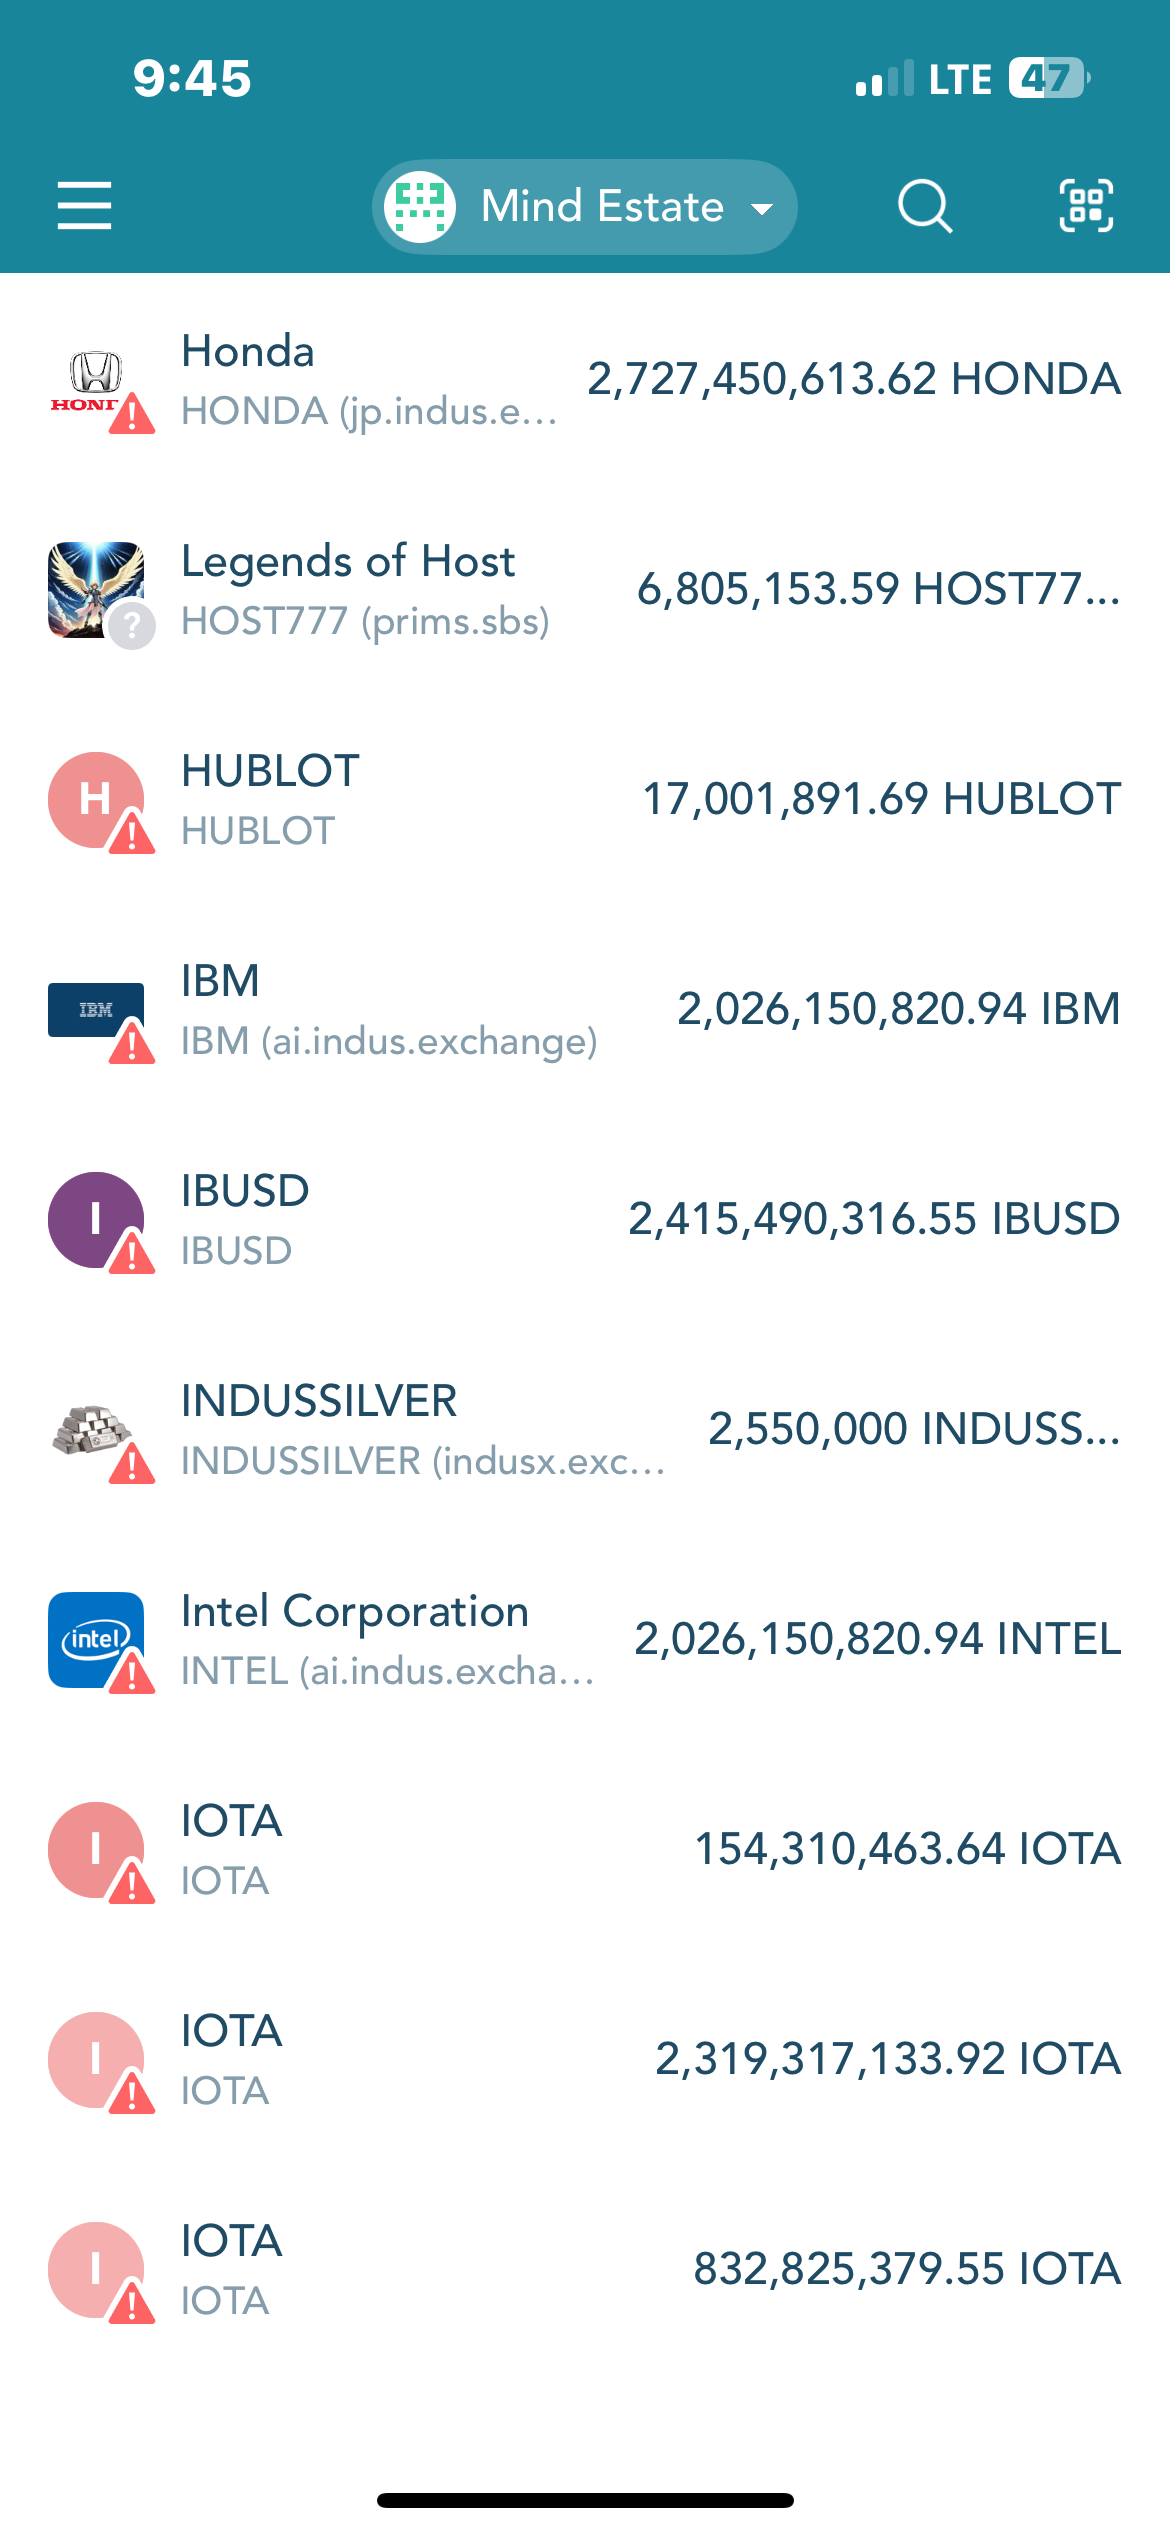 9:45 LTE 47
Mind Estate
Honda
HONDA (jp.indus.e...
2,727,450,613.62 HONDA
HONDA
Legends of Host
HOST777 (prims.sbs)
6,805,153.59 HOST77...
?
H
HUBLOT
HUBLOT
17,001,891.69 HUBLOT
IBM
IBM
IBM (ai.indus.exchange)
2,026,150,820.94 IBM
I
IBUSD
IBUSD
2,415,490,316.55 IBUSD
INDUSSILVER
INDUSSILVER (indusx.exc...
2,550,000 INDUSS...
intel
Intel Corporation
INTEL (ai.indus.excha...
2,026,150,820.94 INTEL
I
IOTA
IOTA
154,310,463.64 IOTA
I
IOTA
IOTA
2,319,317,133.92 IOTA
I
IOTA
IOTA
832,825,379.55 IOTA